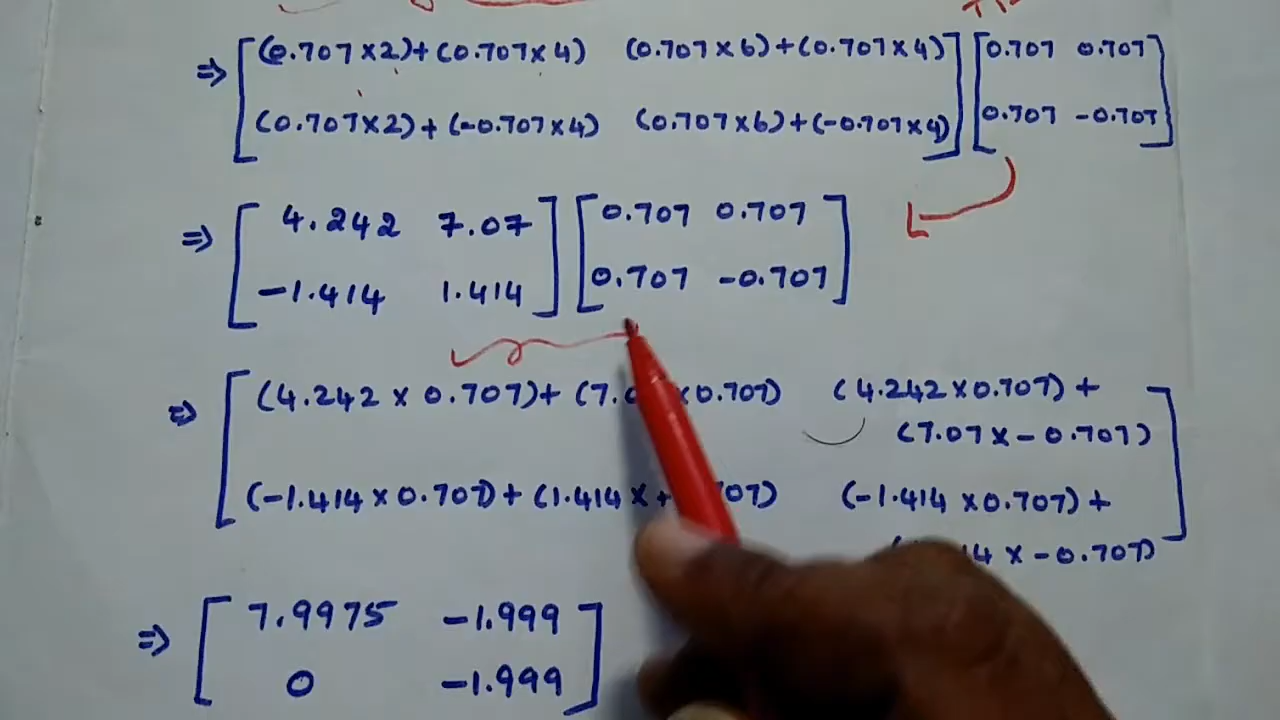 ⇒ [ (0.707×2)+(0.707×4) (0.707×6)+(0.707×4) ] [ 0.707 0.707 ]
(0.707×2)+(-0.707×4) (0.707×6)+(-0.707×4) 0.707 -0.707
⇒ [ 4.242 7.07 ] [ 0.707 0.707 ]
-1.414 1.414 0.707 -0.707
⇒ [ (4.242 × 0.707)+ (7. ×0.707) (4.242×0.707)+ ]
(7.07×-0.707)
(-1.414×0.707)+(1.414×+ 707) (-1.414×0.707)+
4 ×-0.707)
⇒ [ 7.9975 -1.999 ]
0 -1.999